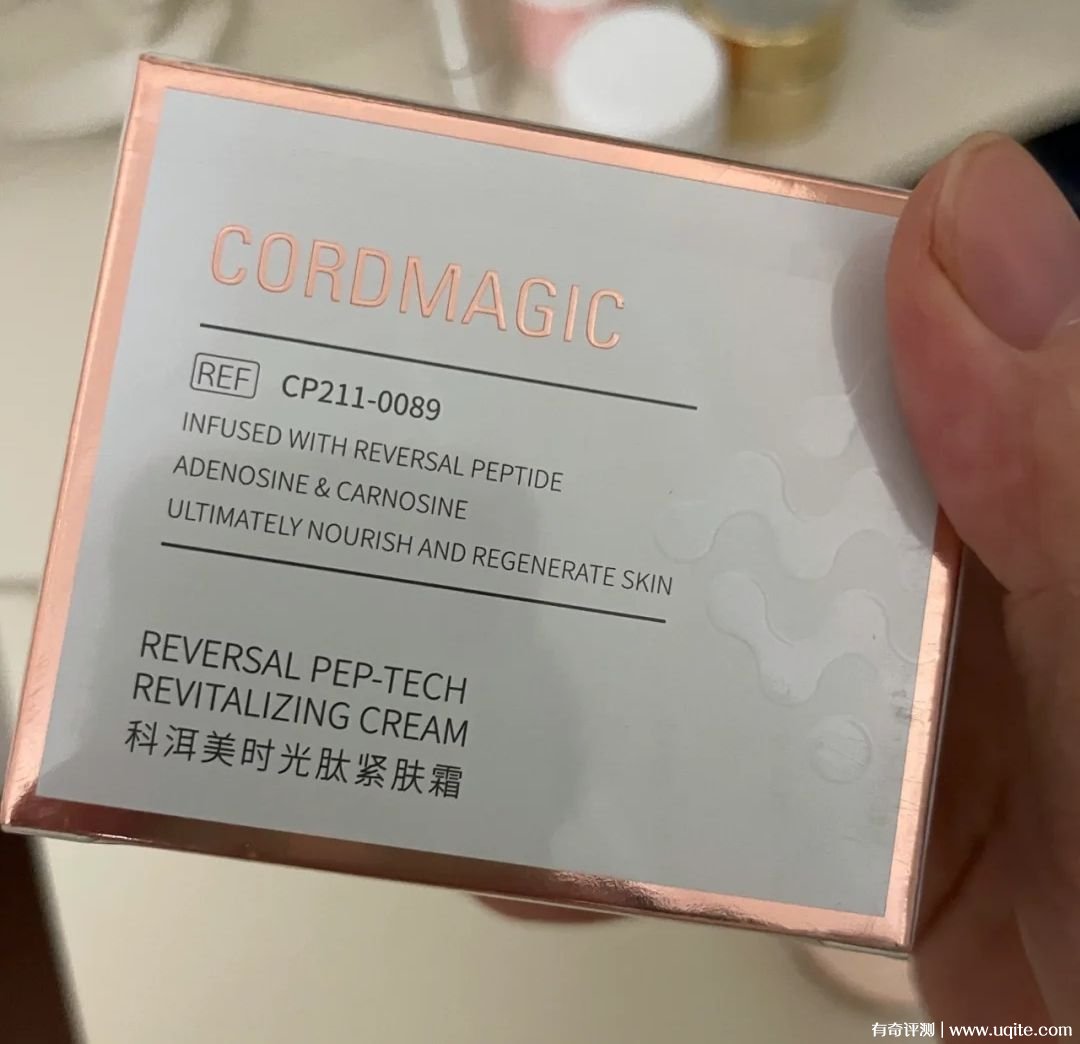 CORDMAGIC
REF CP211-0089
INFUSED WITH REVERSAL PEPTIDE
ADENOSINE & CARNOSINE
ULTIMATELY NOURISH AND REGENERATE SKIN
REVERSAL PEP-TECH
REVITALIZING CREAM
科洱美时光肽紧肤霜
有奇评测 | www.uqite.com